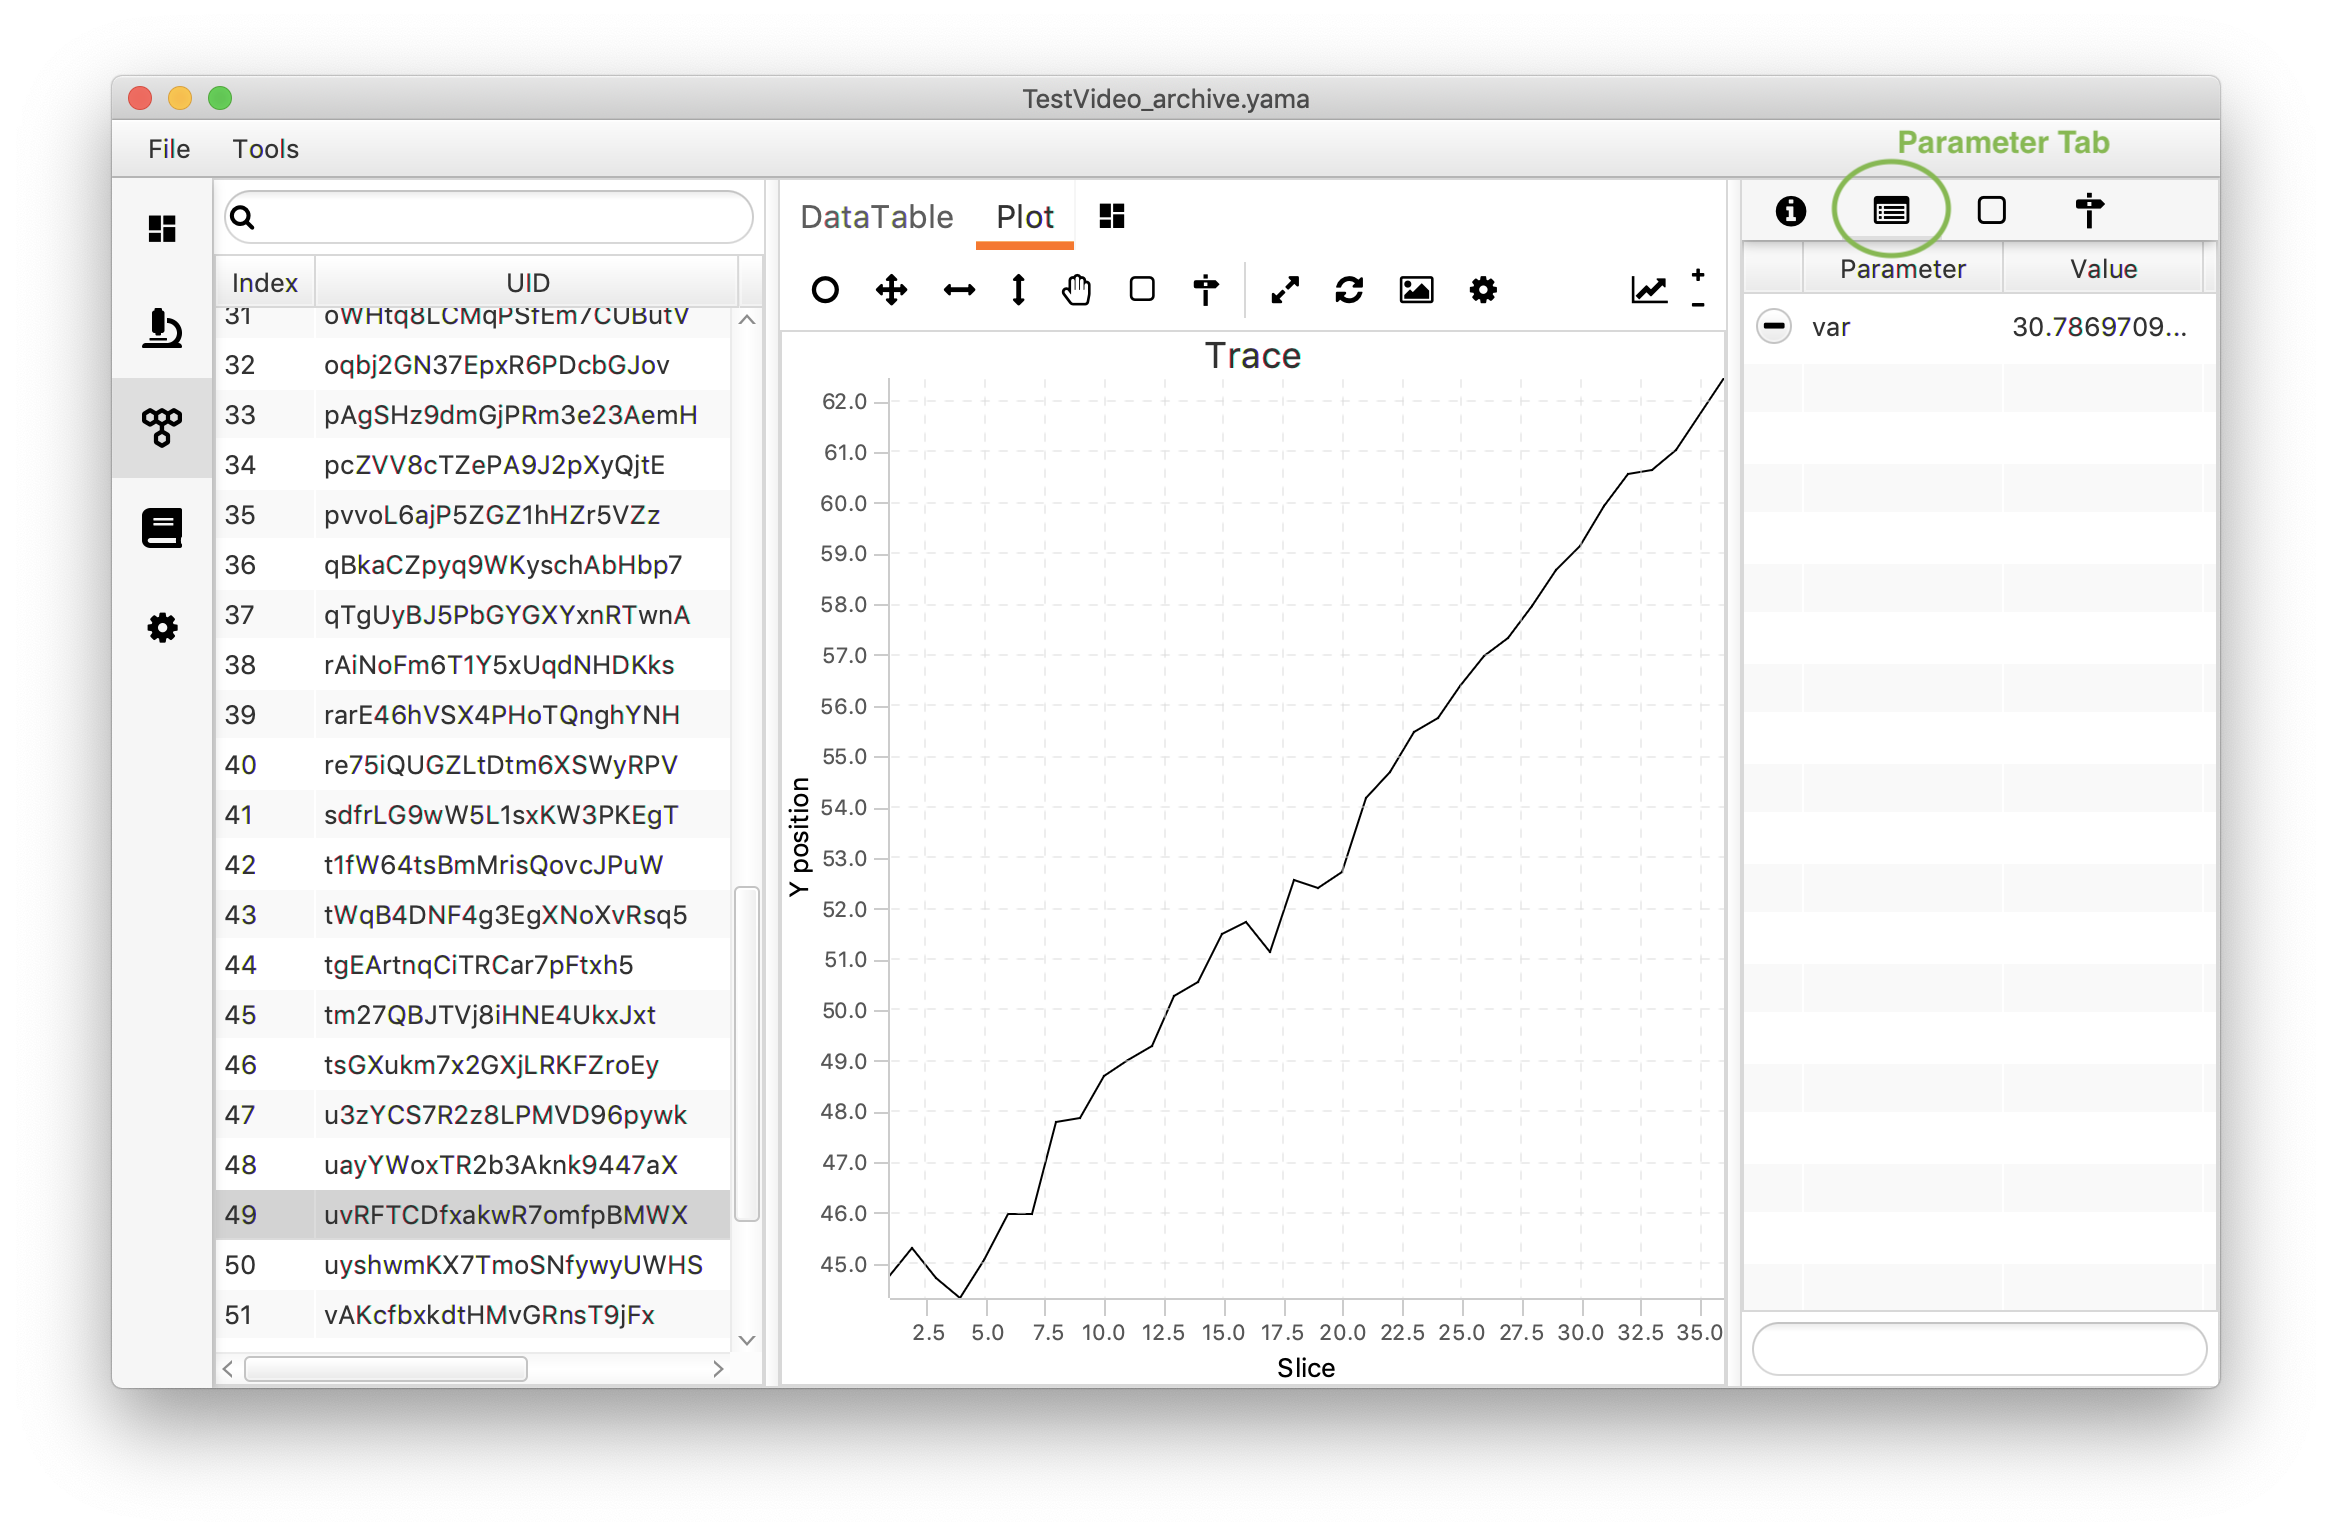 TestVideo_archive.yama
File Tools
Parameter Tab
DataTable Plot
Index UID
31 oWHtq8LCMqPSfEm7CUButV
32 oqbj2GN37EpxR6PDcbGJov
33 pAgSHz9dmGjPRm3e23AemH
34 pcZVV8cTZePA9J2pXyQjtE
35 pvvoL6ajP5ZGZ1hHZr5VZz
36 qBkaCZpyq9WKyschAbHbp7
37 qTgUyBJ5PbGYGXYxnRTwnA
38 rAiNoFm6T1Y5xUqdNHDKks
39 rarE46hVSX4PHoTQnghYNH
40 re75iQUGZLtDtm6XSWyRPV
41 sdfrLG9wW5L1sxKW3PKEgT
42 t1fW64tsBmMrisQovcJPuW
43 tWqB4DNF4g3EgXNoXvRsq5
44 tgEArtnqCiTRCar7pFtxh5
45 tm27QBJTVj8iHNE4UkxJxt
46 tsGXukm7x2GXjLRKFZroEy
47 u3zYCS7R2z8LPMVD96pywk
48 uayYWoxTR2b3Aknk9447aX
49 uvRFTCDfxakwR7omfpBMWX
50 uyshwmKX7TmoSNfywyUWHS
51 vAKcfbxkdtHMvGRnsT9jFx
Trace
Y position
62.0
61.0
60.0
59.0
58.0
57.0
56.0
55.0
54.0
53.0
52.0
51.0
50.0
49.0
48.0
47.0
46.0
45.0
2.5 5.0 7.5 10.0 12.5 15.0 17.5 20.0 22.5 25.0 27.5 30.0 32.5 35.0
Slice
Parameter Value
var 30.7869709...